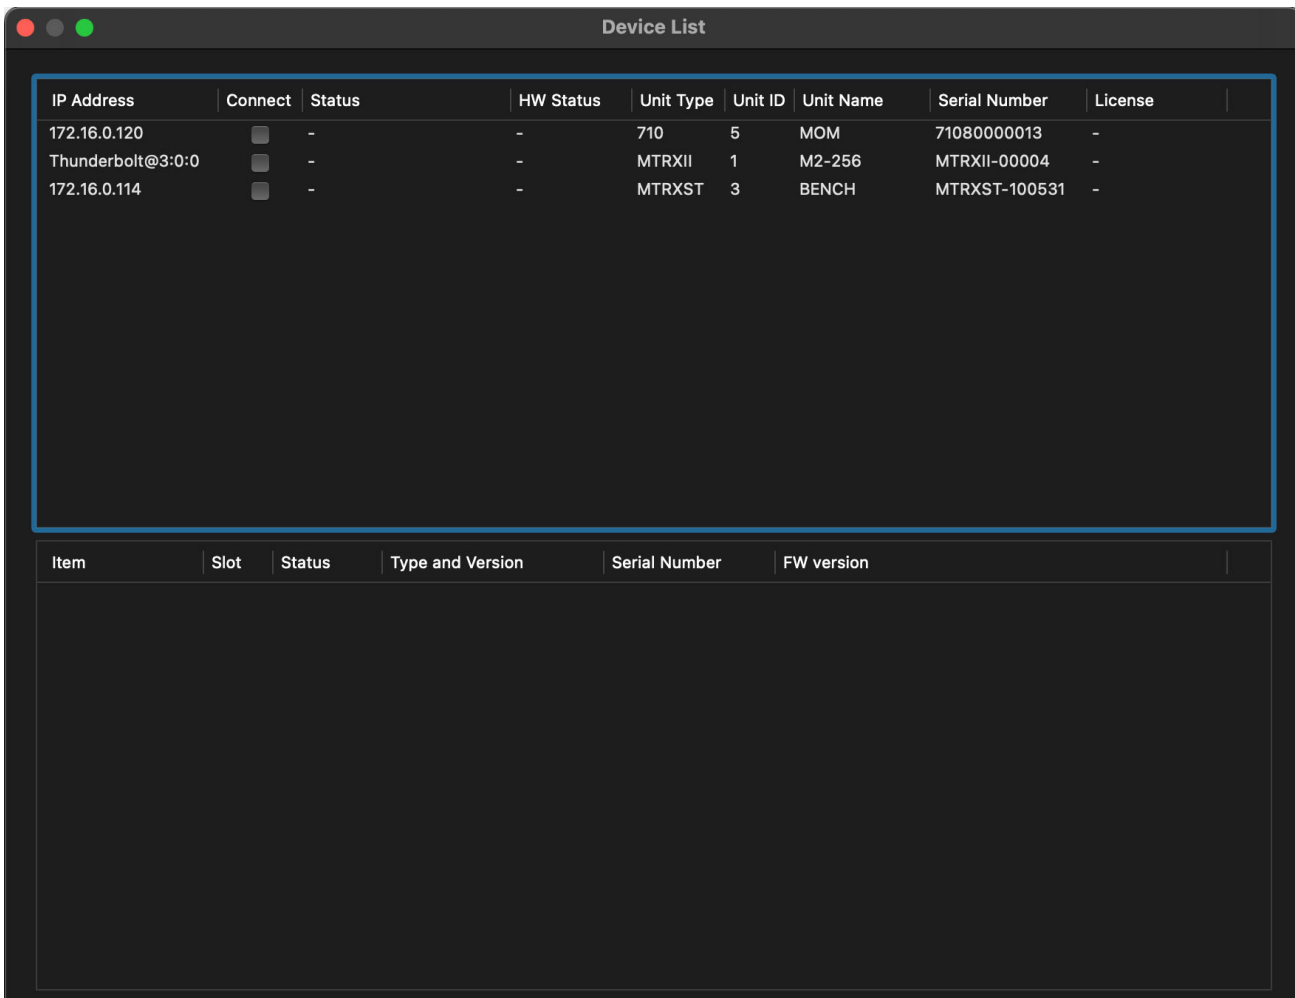 Device List
IP Address Connect Status HW Status Unit Type Unit ID Unit Name Serial Number License
172.16.0.120 - - 710 5 MOM 71080000013 -
Thunderbolt@3:0:0 - - MTRXII 1 M2-256 MTRXII-00004 -
172.16.0.114 - - MTRXST 3 BENCH MTRXST-100531 -
Item Slot Status Type and Version Serial Number FW version